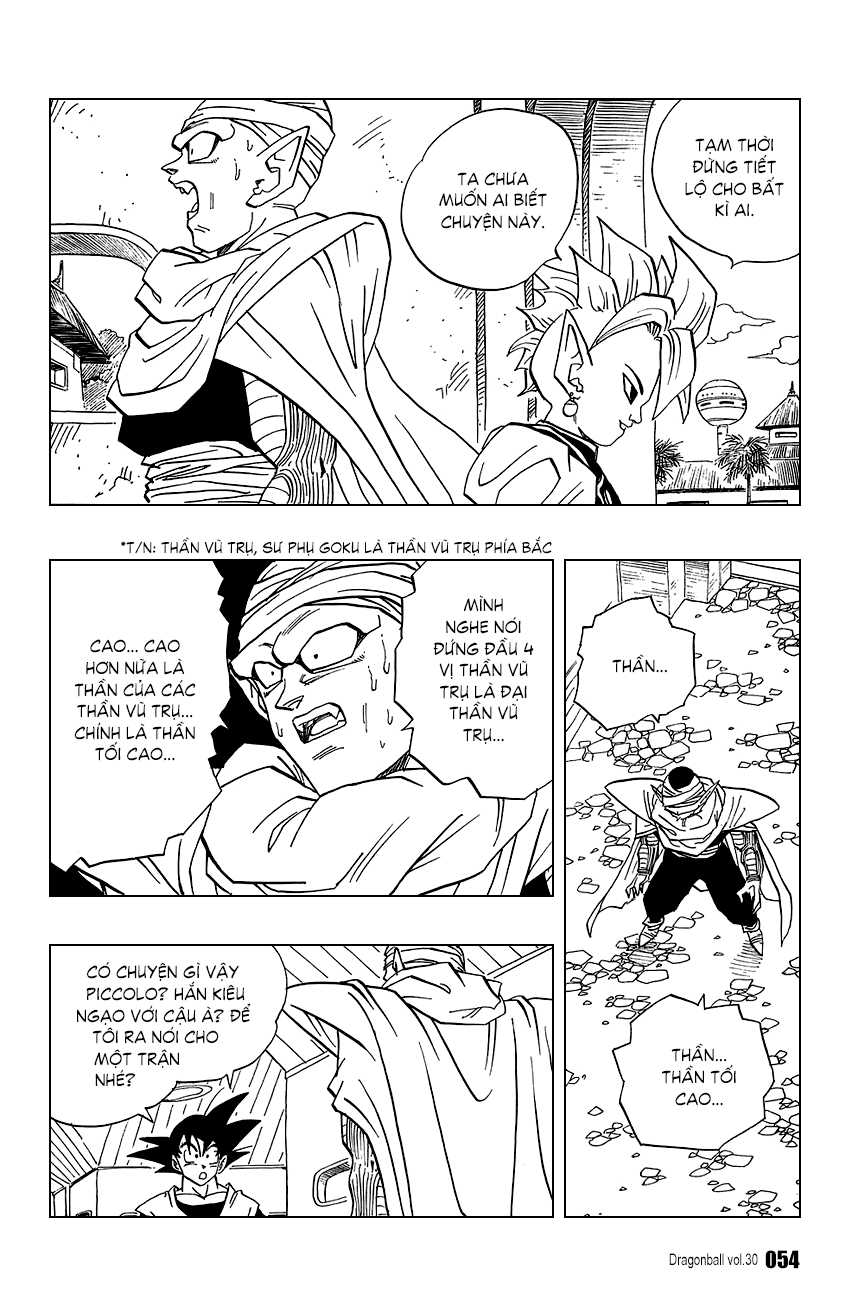 TẠM THỜI
ĐỪNG TIẾT
LỘ CHO BẤT
KÌ AI.
TA CHƯA
MUỐN AI BIẾT
CHUYỆN NÀY.
*T/N: THẦN VŨ TRỤ, SƯ PHỤ GOKU LÀ THẦN VŨ TRỤ PHÍA BẮC
THẦN...
THẦN...
THẦN TỐI
CAO...
MÌNH
NGHE NÓI
ĐỨNG ĐẦU 4
VỊ THẦN VŨ
TRỤ LÀ ĐẠI
THẦN VŨ
TRỤ...
CAO... CAO
HƠN NỮA LÀ
THẦN CỦA CÁC
THẦN VŨ TRỤ...
CHÍNH LÀ THẦN
TỐI CAO...
CÓ CHUYỆN GÌ VẬY
PICCOLO? HẮN KIÊU
NGẠO VỚI CẬU À? ĐỂ
TÔI RA NÓI CHO
MỘT TRẬN
NHÉ?
Dragonball vol.30 054